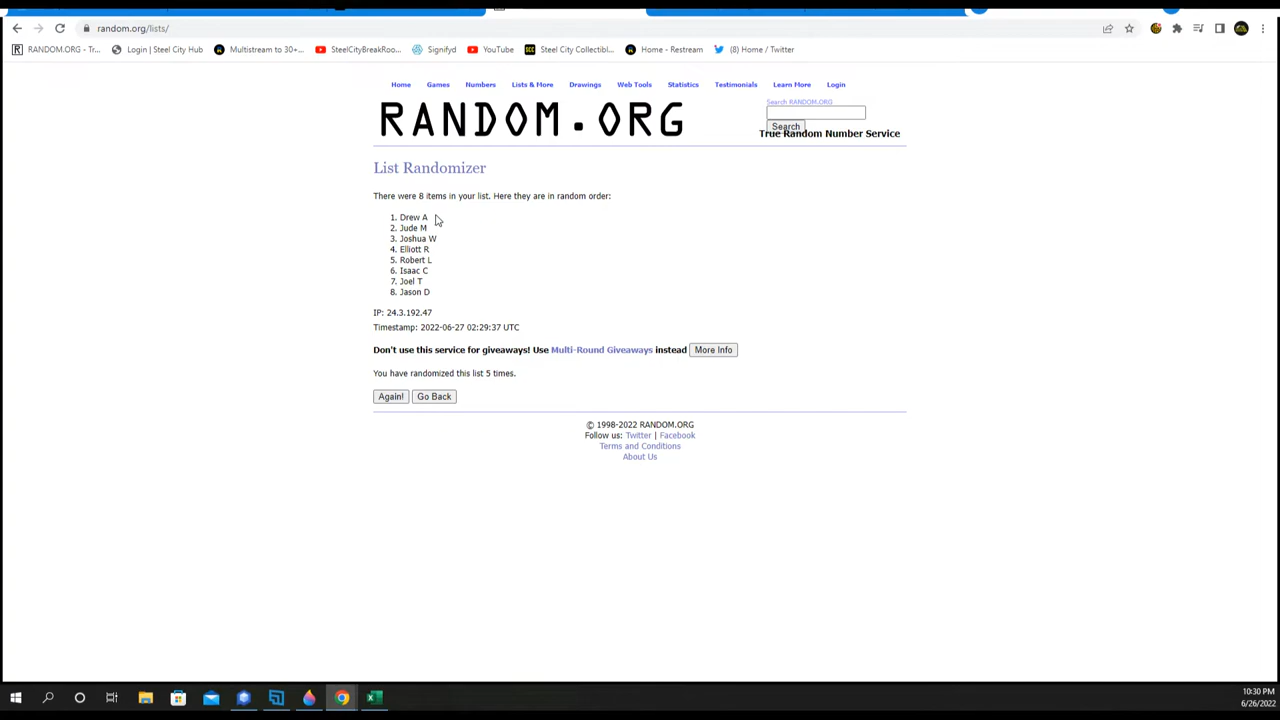 random.org/lists/
RANDOM.ORG - Tr... Login | Steel City Hub Multistream to 30+... SteelCityBreakRoo... Signifyd YouTube Steel City Collectibl... Home - Restream (8) Home / Twitter
Home Games Numbers Lists & More Drawings Web Tools Statistics Testimonials Learn More Login
Search RANDOM.ORG
RANDOM.ORG
Search
True Random Number Service
List Randomizer
There were 8 items in your list. Here they are in random order:
1. Drew A
2. Jude M
3. Joshua W
4. Elliott R
5. Robert L
6. Isaac C
7. Joel T
8. Jason D
IP: 24.3.192.47
Timestamp: 2022-06-27 02:29:37 UTC
Don't use this service for giveaways! Use Multi-Round Giveaways instead More Info
You have randomized this list 5 times.
Again! Go Back
© 1998-2022 RANDOM.ORG
Follow us: Twitter | Facebook
Terms and Conditions
About Us
10:30 PM
6/26/2022